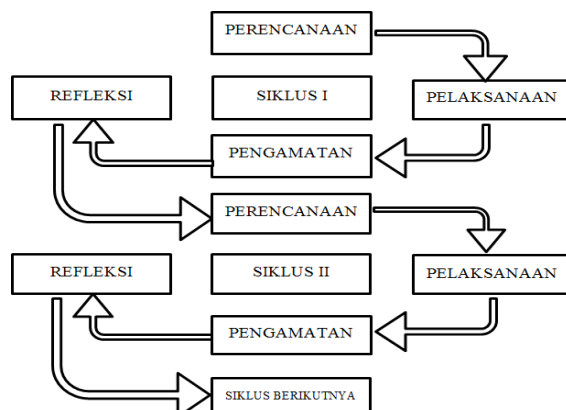 PERENCANAAN
REFLEKSI
SIKLUS I
PELAKSANAAN
PENGAMATAN
PERENCANAAN
REFLEKSI
SIKLUS II
PELAKSANAAN
PENGAMATAN
SIKLUS BERIKUTNYA